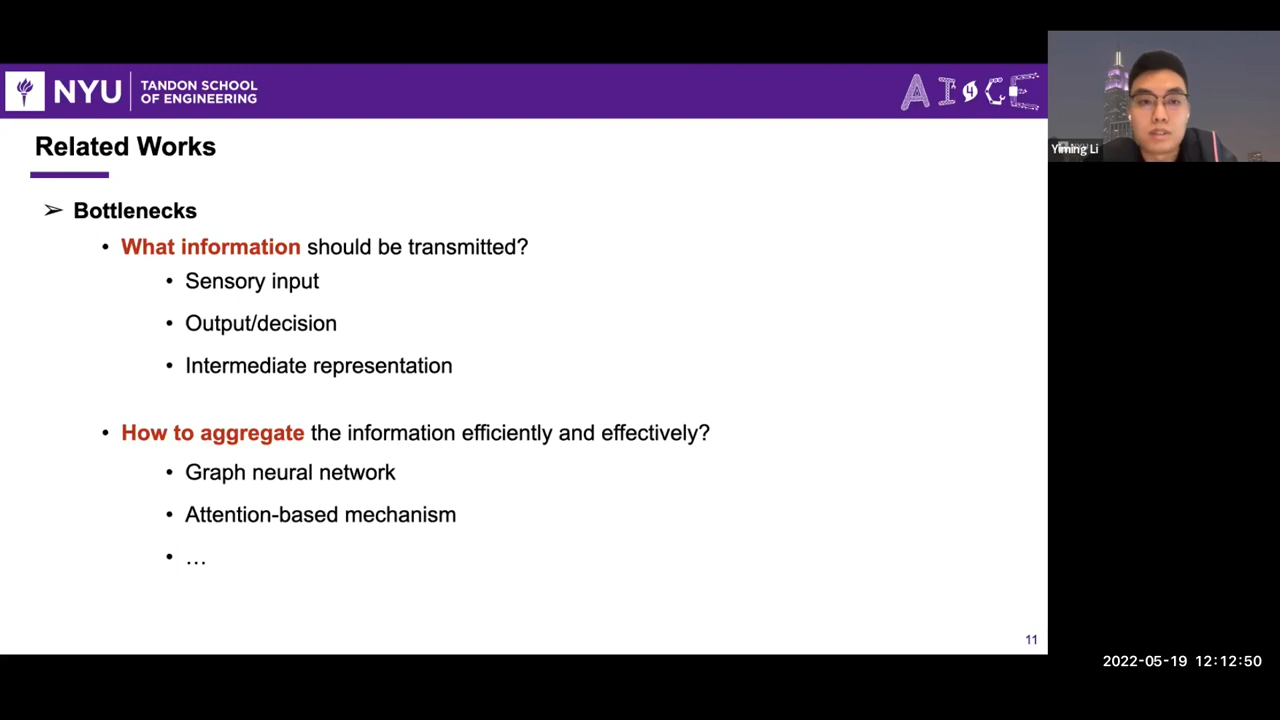 NYU
TANDON SCHOOL
OF ENGINEERING
AI4CE
Related Works
➢ Bottlenecks
• What information should be transmitted?
• Sensory input
• Output/decision
• Intermediate representation
• How to aggregate the information efficiently and effectively?
• Graph neural network
• Attention-based mechanism
• …
11
Yiming Li
2022-05-19 12:12:50